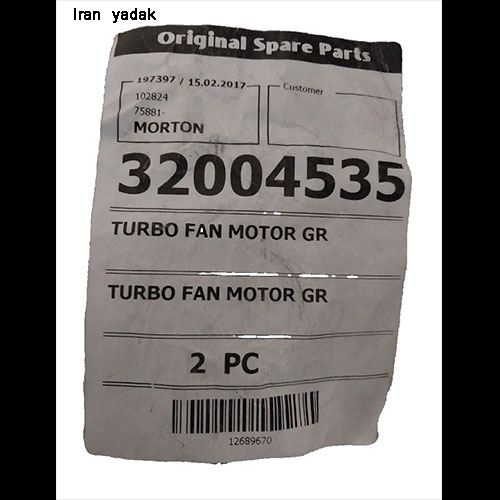 Iran yadak
Original Spare Parts
197397 / 15.02.2017
Customer
102824
75881-
MORTON
32004535
TURBO FAN MOTOR GR
TURBO FAN MOTOR GR
2 PC
12689670